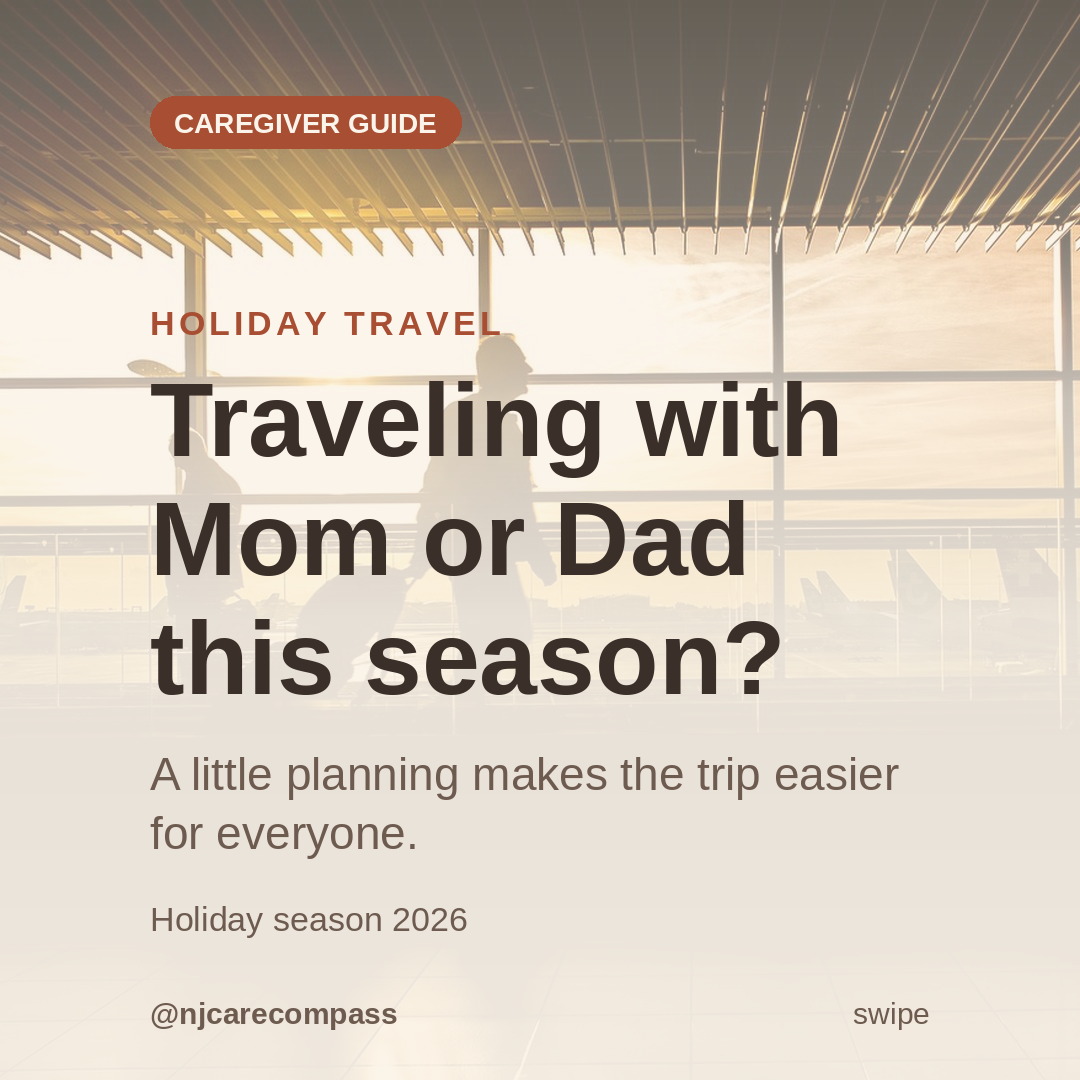 CAREGIVER GUIDE
HOLIDAY TRAVEL
Traveling with
Mom or Dad
this season?
A little planning makes the trip easier
for everyone.
Holiday season 2026
@njcarecompass
swipe